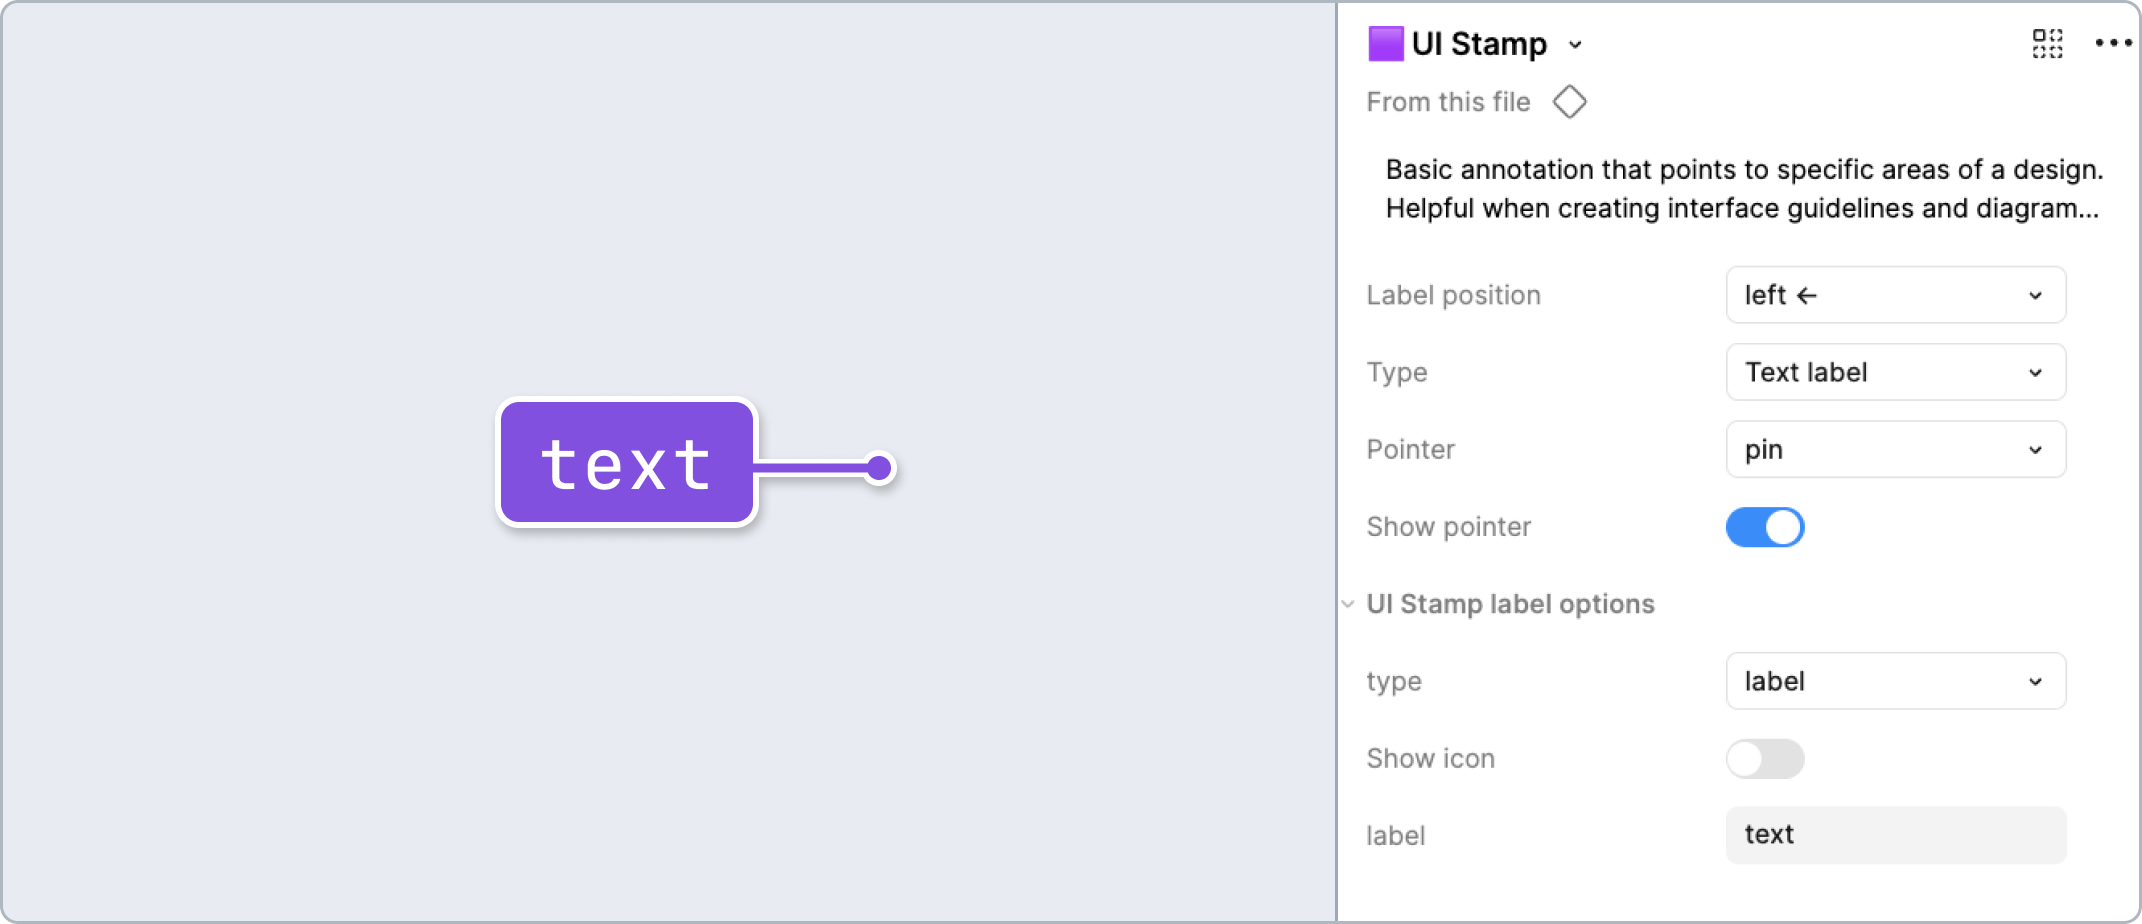 text
UI Stamp
From this file
Basic annotation that points to specific areas of a design.
Helpful when creating interface guidelines and diagram...
Label position left ←
Type Text label
Pointer pin
Show pointer
UI Stamp label options
type label
Show icon
label text